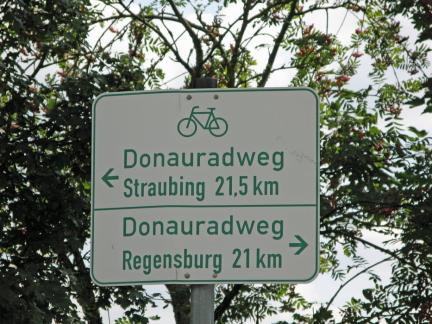 Donauradweg
Straubing 21,5 km
Donauradweg
Regensburg 21 km